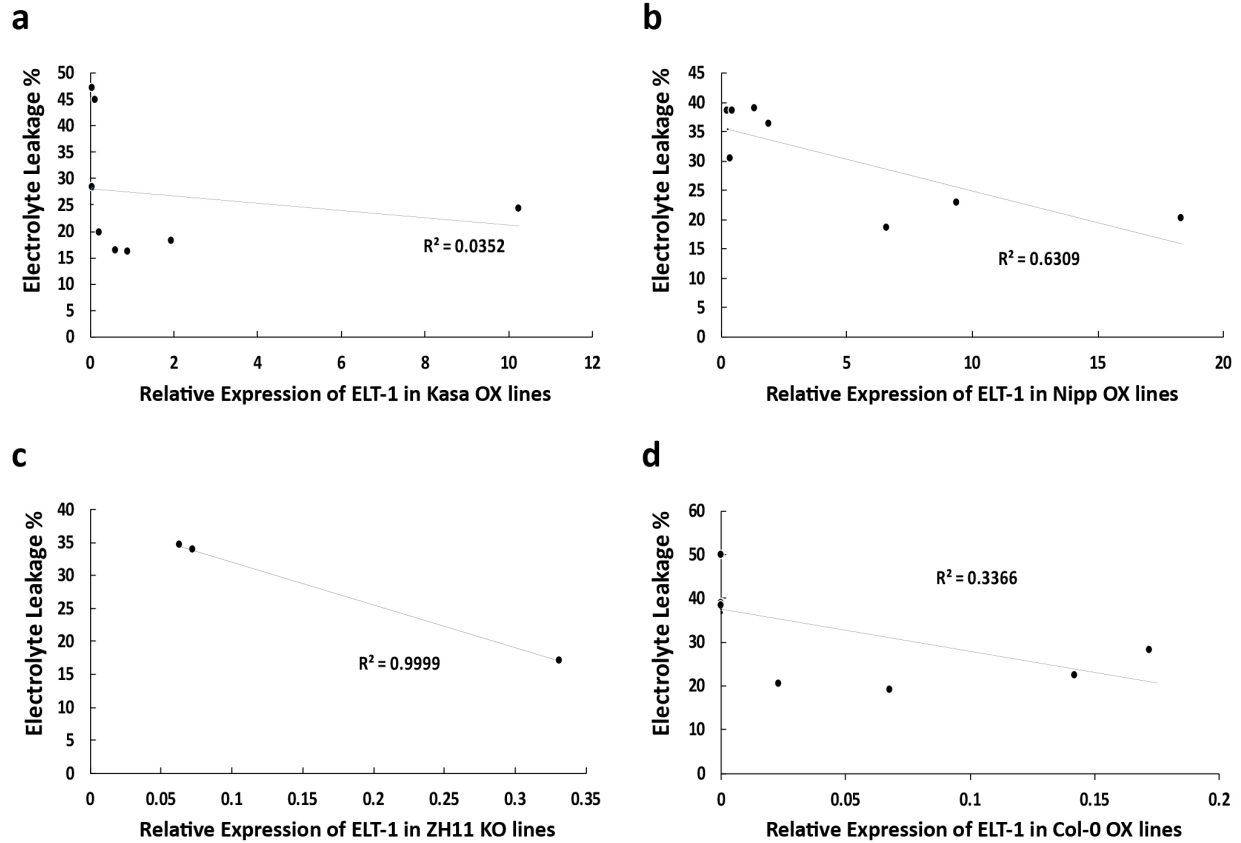 a
Electrolyte Leakage %
50
45
40
35
30
25
20
15
10
5
0
R² = 0.0352
0 2 4 6 8 10 12
Relative Expression of ELT-1 in Kasa OX lines
b
Electrolyte Leakage %
45
40
35
30
25
20
15
10
5
0
R² = 0.6309
0 5 10 15 20
Relative Expression of ELT-1 in Nipp OX lines
c
Electrolyte Leakage %
40
35
30
25
20
15
10
5
0
R² = 0.9999
0 0.05 0.1 0.15 0.2 0.25 0.3 0.35
Relative Expression of ELT-1 in ZH11 KO lines
d
Electrolyte Leakage %
60
50
40
30
20
10
0
R² = 0.3366
0 0.05 0.1 0.15 0.2
Relative Expression of ELT-1 in Col-0 OX lines